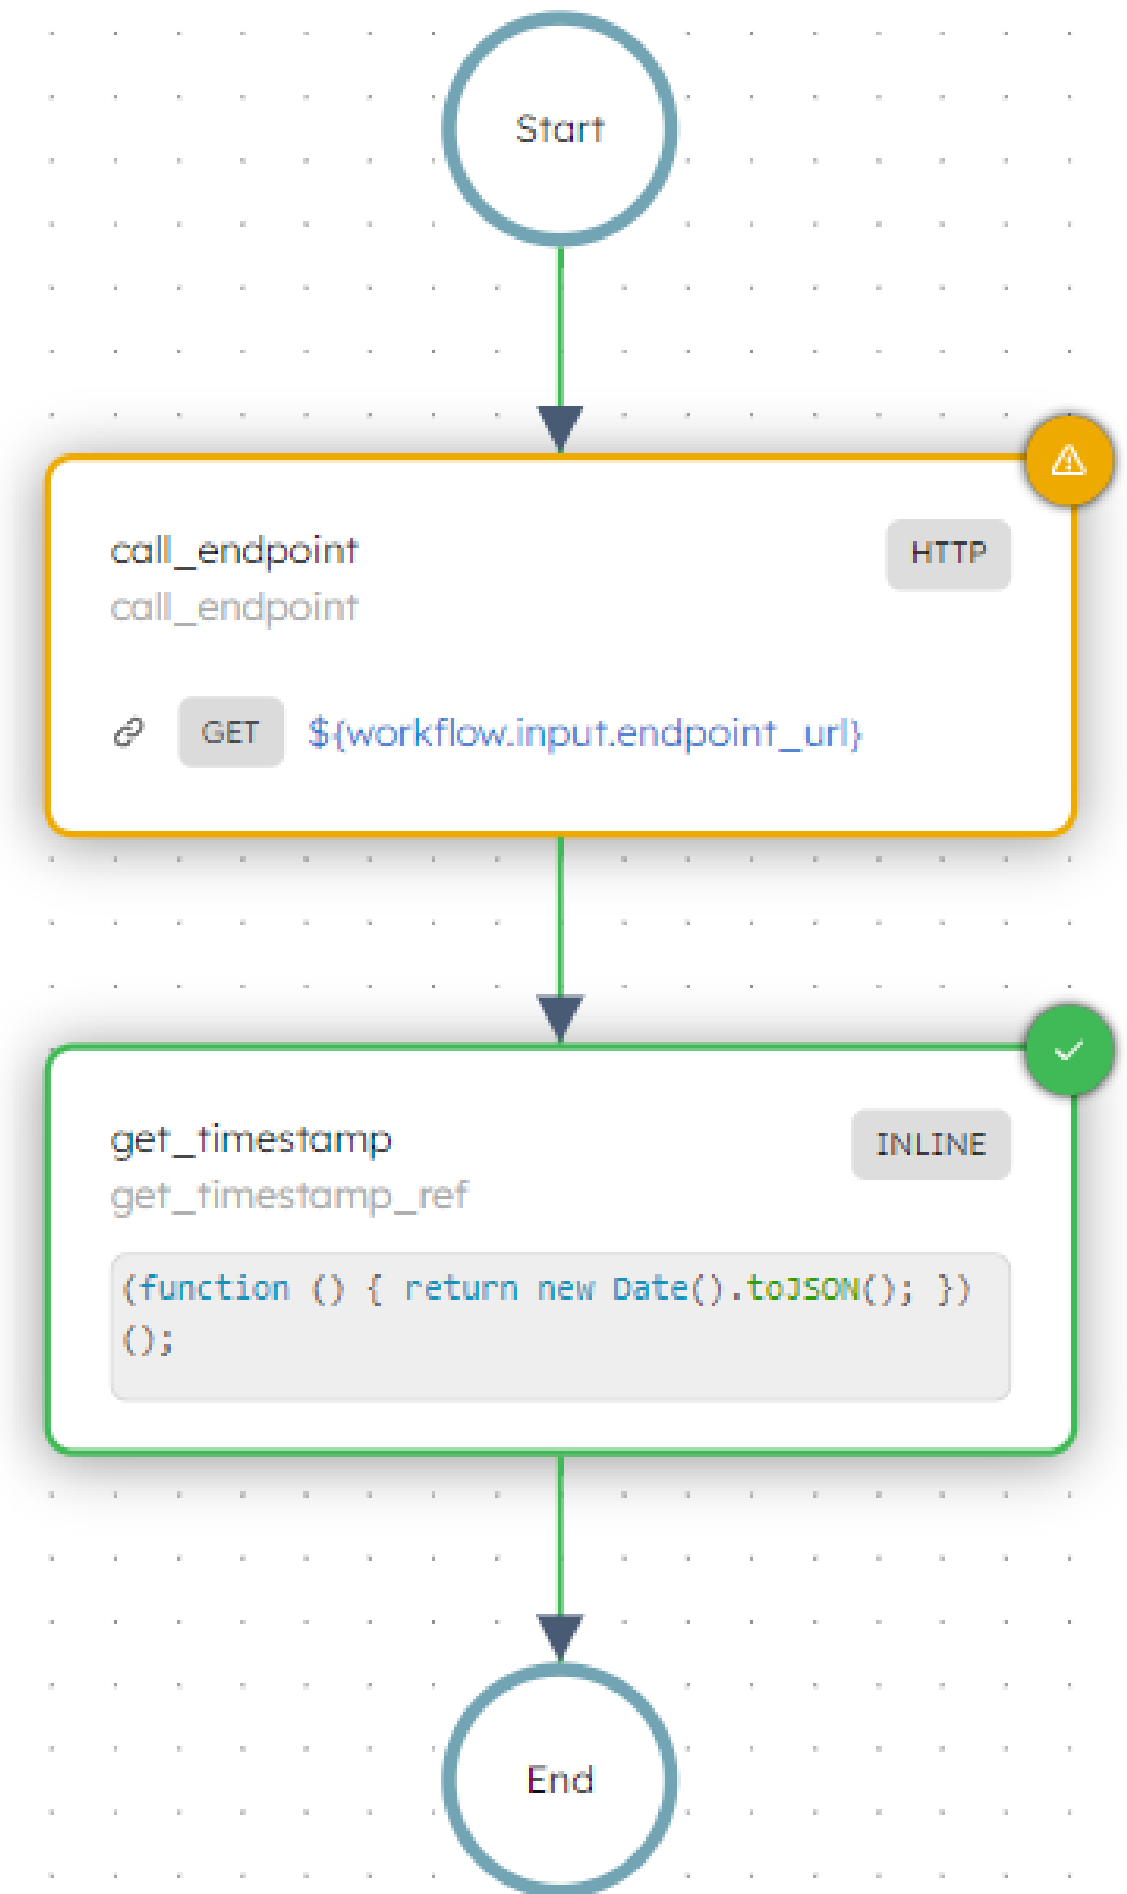 Start
call_endpoint
HTTP
call_endpoint
GET ${workflow.input.endpoint_url}
get_timestamp
INLINE
get_timestamp_ref
(function () { return new Date().toJSON(); })
();
End